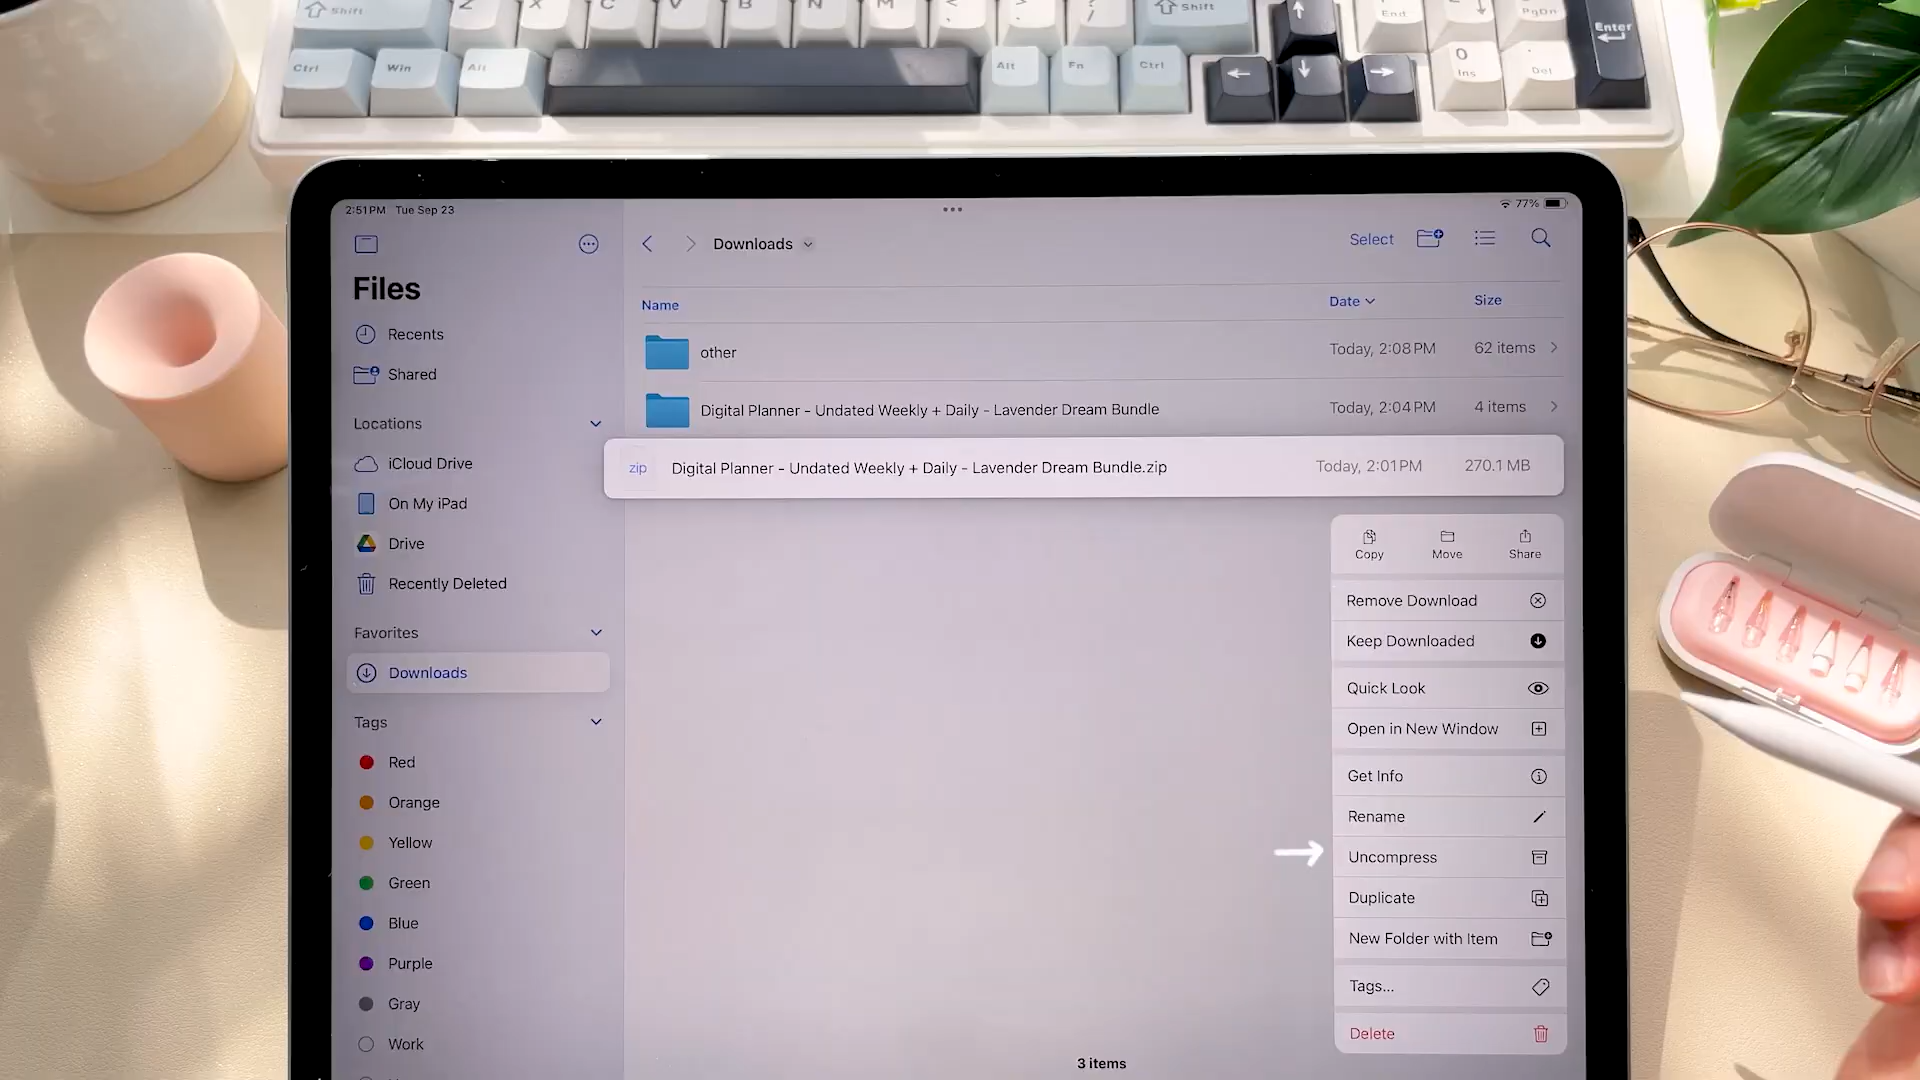 Shift
Z X C V B N M < > ? /
Shift
End
PgDn
Enter
Ctrl
Win
Alt
Alt
Fn
Ctrl
0
Ins
Del
2:51 PM Tue Sep 23
77%
Downloads
Select
Files
Name
Date
Size
Recents
other
Today, 2:08 PM
62 items
Shared
Digital Planner - Undated Weekly + Daily - Lavender Dream Bundle
Today, 2:04 PM
4 items
Locations
iCloud Drive
zip
Digital Planner - Undated Weekly + Daily - Lavender Dream Bundle.zip
Today, 2:01 PM
270.1 MB
On My iPad
Drive
Recently Deleted
Favorites
Downloads
Tags
Red
Orange
Yellow
Green
Blue
Purple
Gray
Work
Copy
Move
Share
Remove Download
Keep Downloaded
Quick Look
Open in New Window
Get Info
Rename
Uncompress
Duplicate
New Folder with Item
Tags...
Delete
3 items